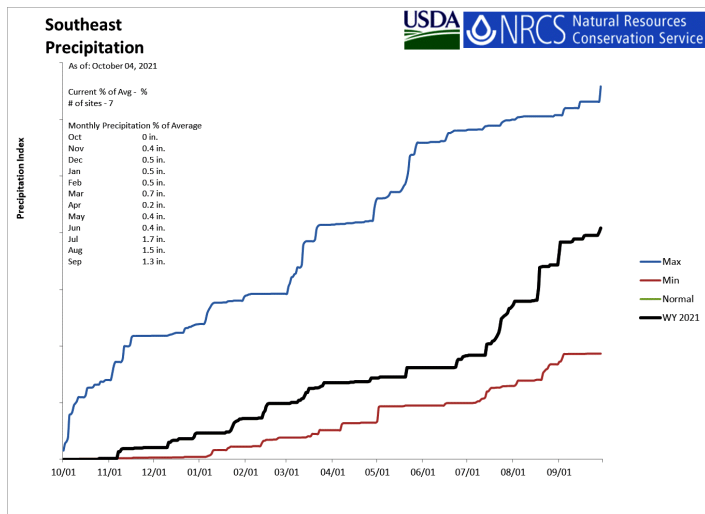 Southeast
Precipitation
USDA
NRCS
Natural Resources
Conservation Service
As of: October 04, 2021
Current % of Avg - %
# of sites - 7
Monthly Precipitation % of Average
Oct 0 in.
Nov 0.4 in.
Dec 0.5 in.
Jan 0.5 in.
Feb 0.5 in.
Mar 0.7 in.
Apr 0.2 in.
May 0.4 in.
Jun 0.4 in.
Jul 1.7 in.
Aug 1.5 in.
Sep 1.3 in.
Precipitation Index
Max
Min
Normal
WY 2021
10/01 11/01 12/01 01/01 02/01 03/01 04/01 05/01 06/01 07/01 08/01 09/01